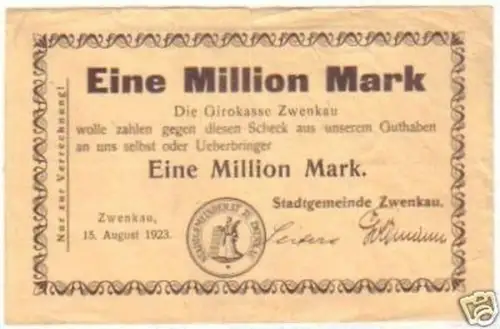 Eine Million Mark
Die Girokasse Zwenkau
wolle zahlen gegen diesen Scheck aus unserem Guthaben
an uns selbst oder Ueberbringer
Eine Million Mark.
Stadtgemeinde Zwenkau.
Zwenkau,
15. August 1923.
Nur zur Verrechnung!
ebay